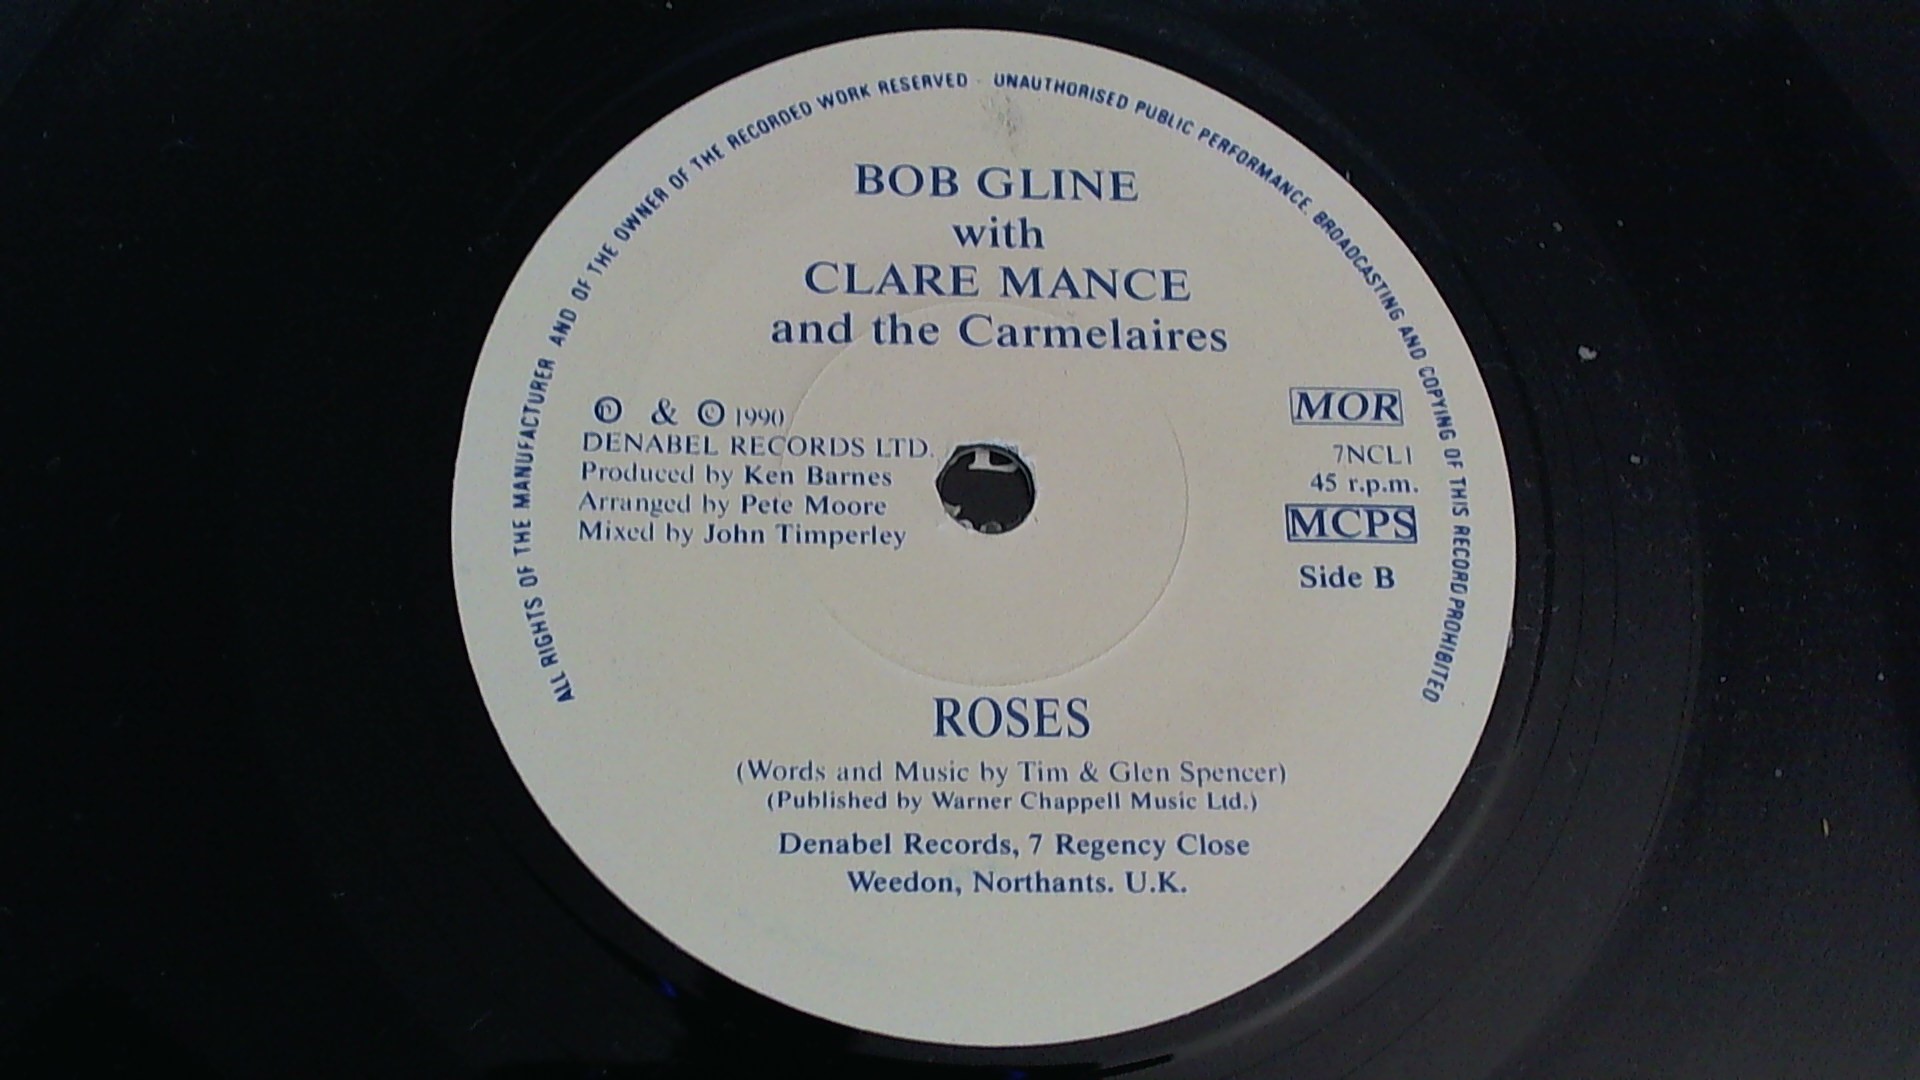 ALL RIGHTS OF THE MANUFACTURER AND OF THE OWNER OF THE RECORDED WORK RESERVED · UNAUTHORISED PUBLIC PERFORMANCE. BROADCASTING AND COPYING OF THIS RECORD PROHIBITED
BOB GLINE
with
CLARE MANCE
and the Carmelaires
Ⓟ & © 1990
DENABEL RECORDS LTD.
Produced by Ken Barnes
Arranged by Pete Moore
Mixed by John Timperley
MOR
7NCL1
45 r.p.m.
MCPS
Side B
ROSES
(Words and Music by Tim & Glen Spencer)
(Published by Warner Chappell Music Ltd.)
Denabel Records, 7 Regency Close
Weedon, Northants. U.K.